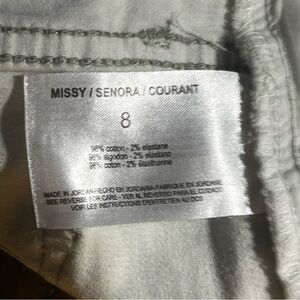 MISSY / SENORA / COURANT
8
98% cotton - 2% elastane
98% algodon - 2% elastane
98% coton - 2% élasthanne
MADE IN JORDAN/HECHO EN JORDANIA/FABRIQUE EN JORDANIE
SEE REVERSE FOR CARE - VER AL REVERSO PARA EL CUIDADO
VOIR LES INSTRUCTIONS D'ENTRETIEN AU DOS